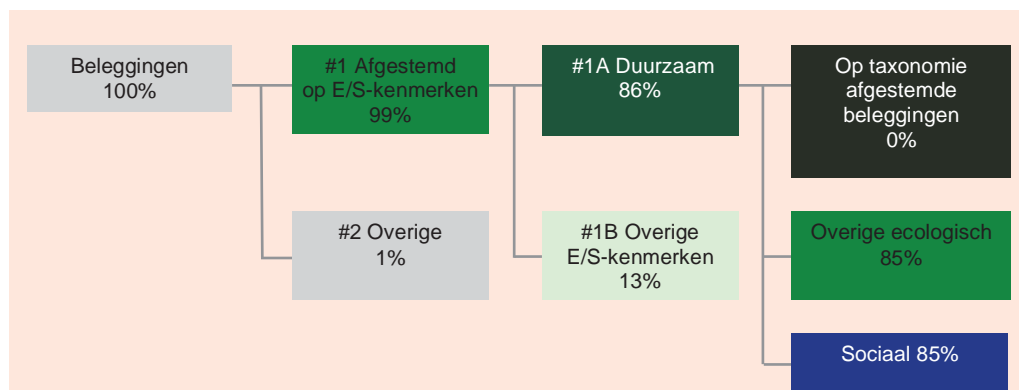 Beleggingen
100%
#1 Afgestemd
op E/S-kenmerken
99%
#1A Duurzaam
86%
Op taxonomie
afgestemde
beleggingen
0%
#2 Overige
1%
#1B Overige
E/S-kenmerken
13%
Overige ecologisch
85%
Sociaal 85%